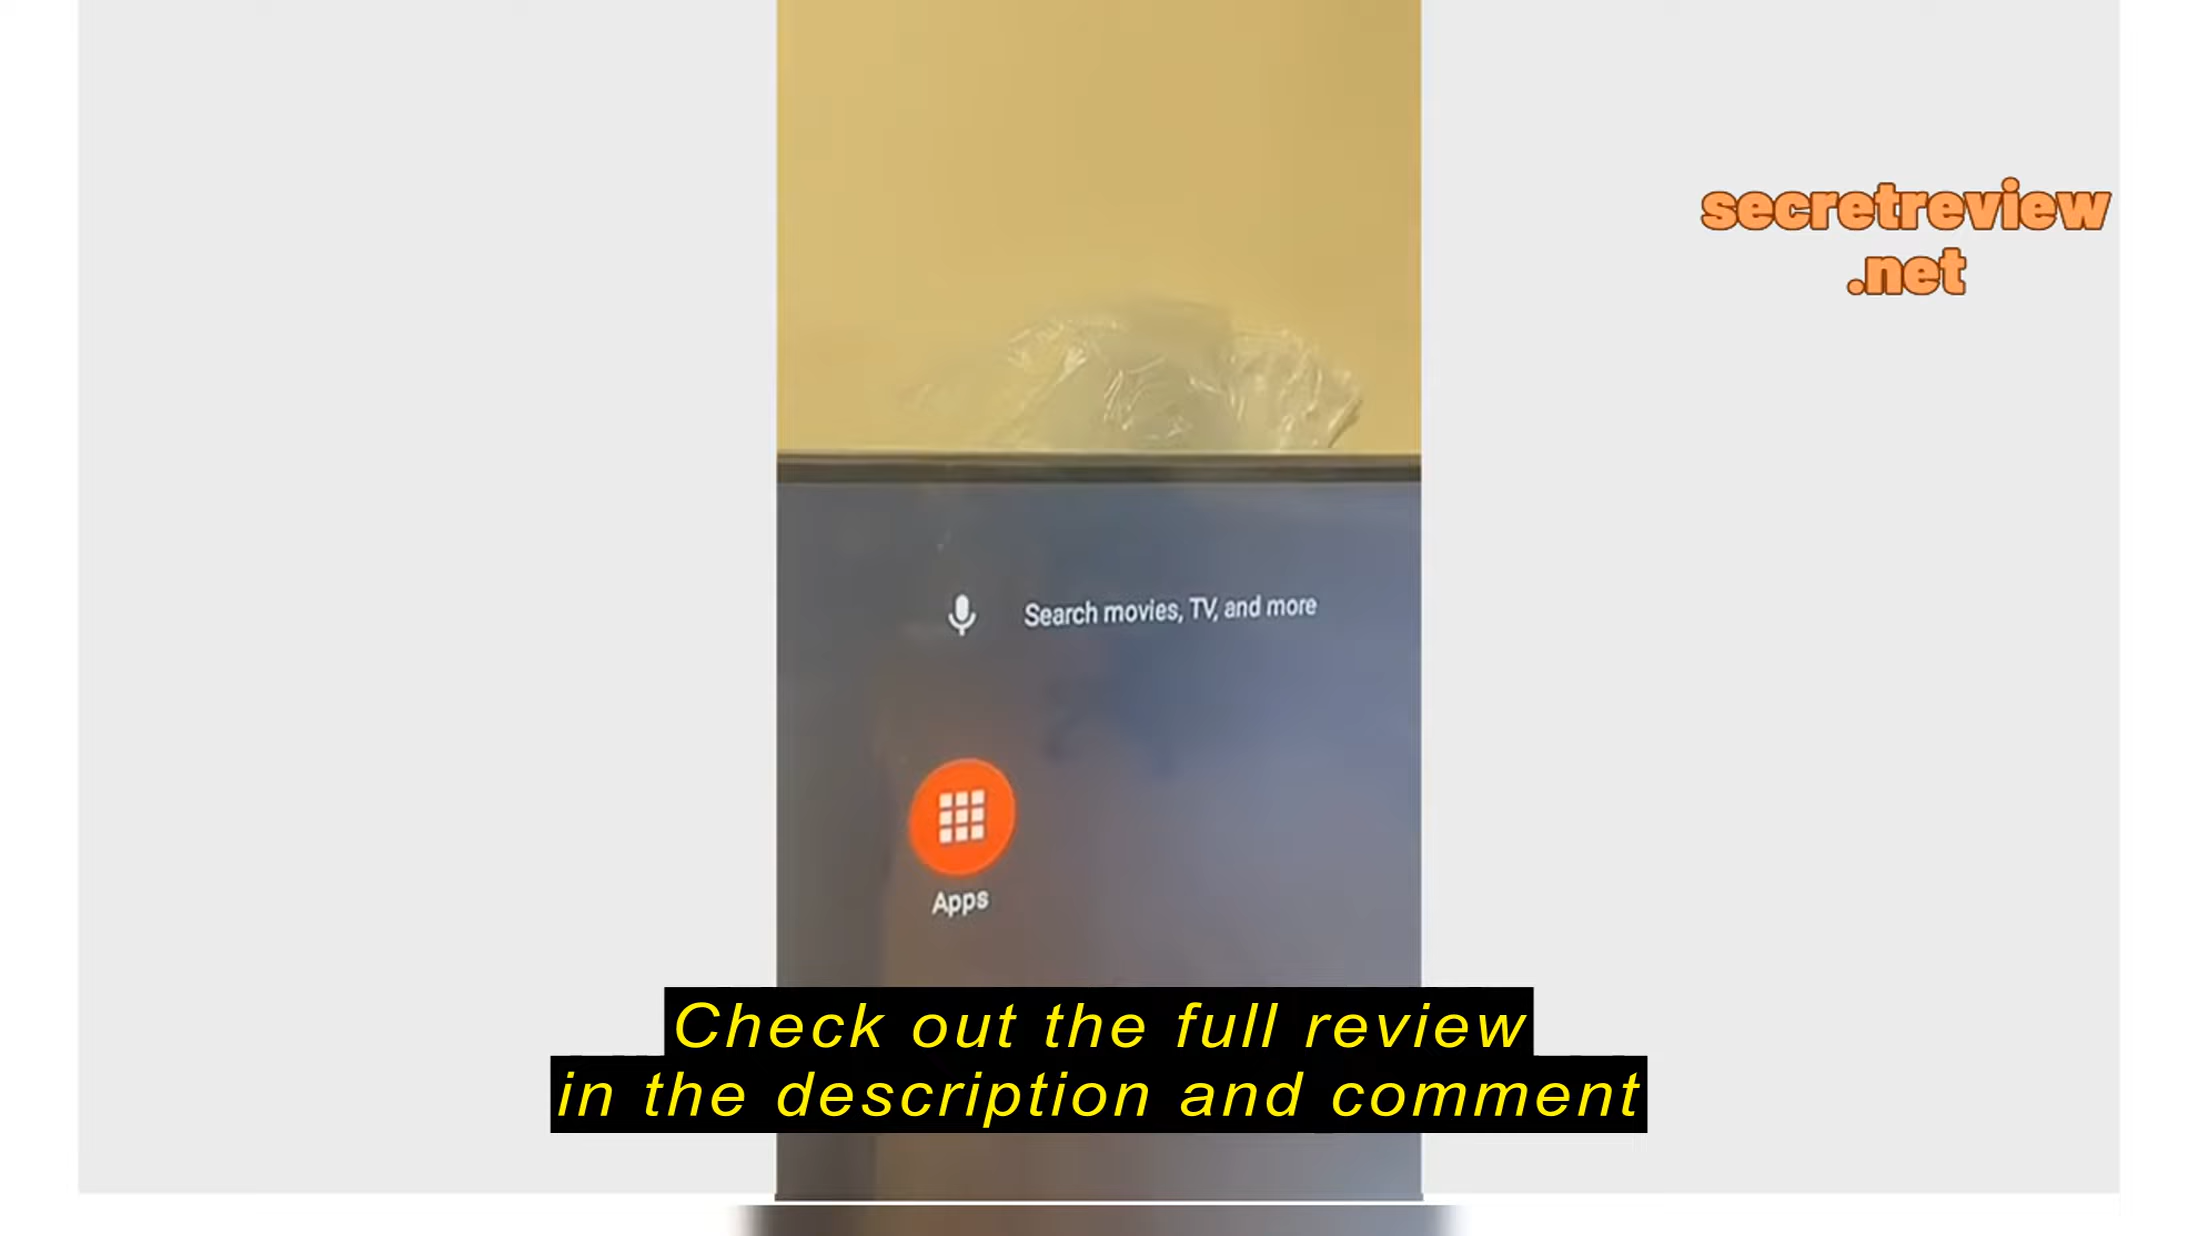 secretreview
.net
Search movies, TV, and more
Apps
Check out the full review
in the description and comment